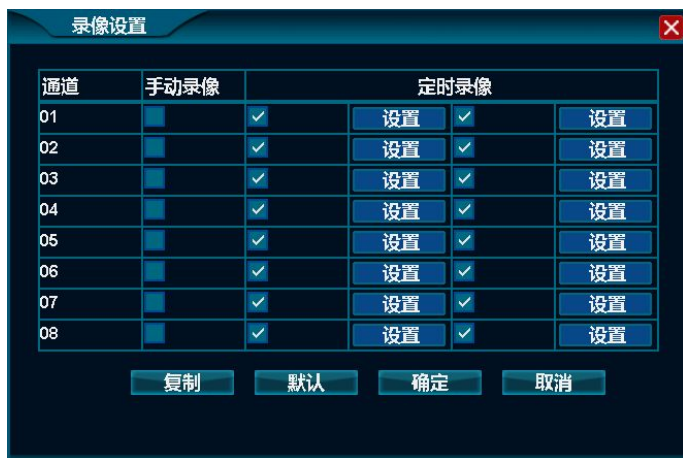 录像设置
通道 手动录像 定时录像
01 设置 设置
02 设置 设置
03 设置 设置
04 设置 设置
05 设置 设置
06 设置 设置
07 设置 设置
08 设置 设置
复制 默认 确定 取消